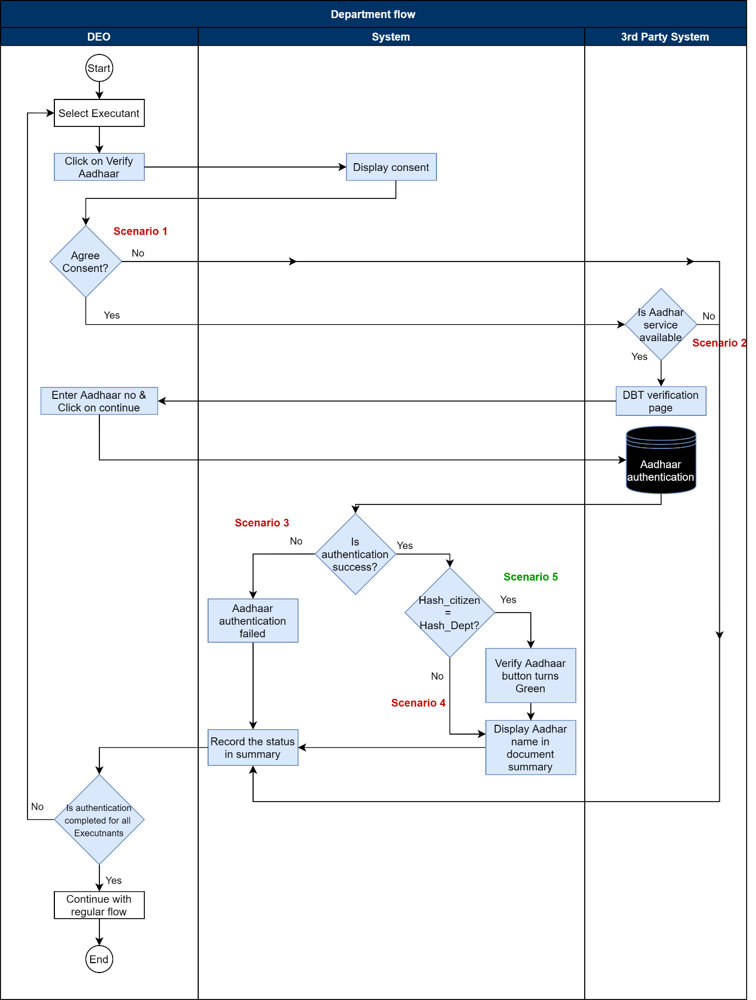 Department flow
DEO
System
3rd Party System
Start
Select Executant
Click on Verify
Aadhaar
Display consent
Scenario 1
Agree
Consent?
No
Yes
Is Aadhar
service
available
No
Scenario 2
Yes
Enter Aadhaar no &
Click on continue
DBT verification
page
Aadhaar
authentication
Scenario 3
No
Is
authentication
success?
Yes
Scenario 5
Hash_citizen
=
Hash_Dept?
Yes
Aadhaar
authentication
failed
No
Verify Aadhaar
button turns
Green
Scenario 4
Record the status
in summary
Display Aadhar
name in
document
summary
No
Is authentication
completed for all
Executnants
Yes
Continue with
regular flow
End